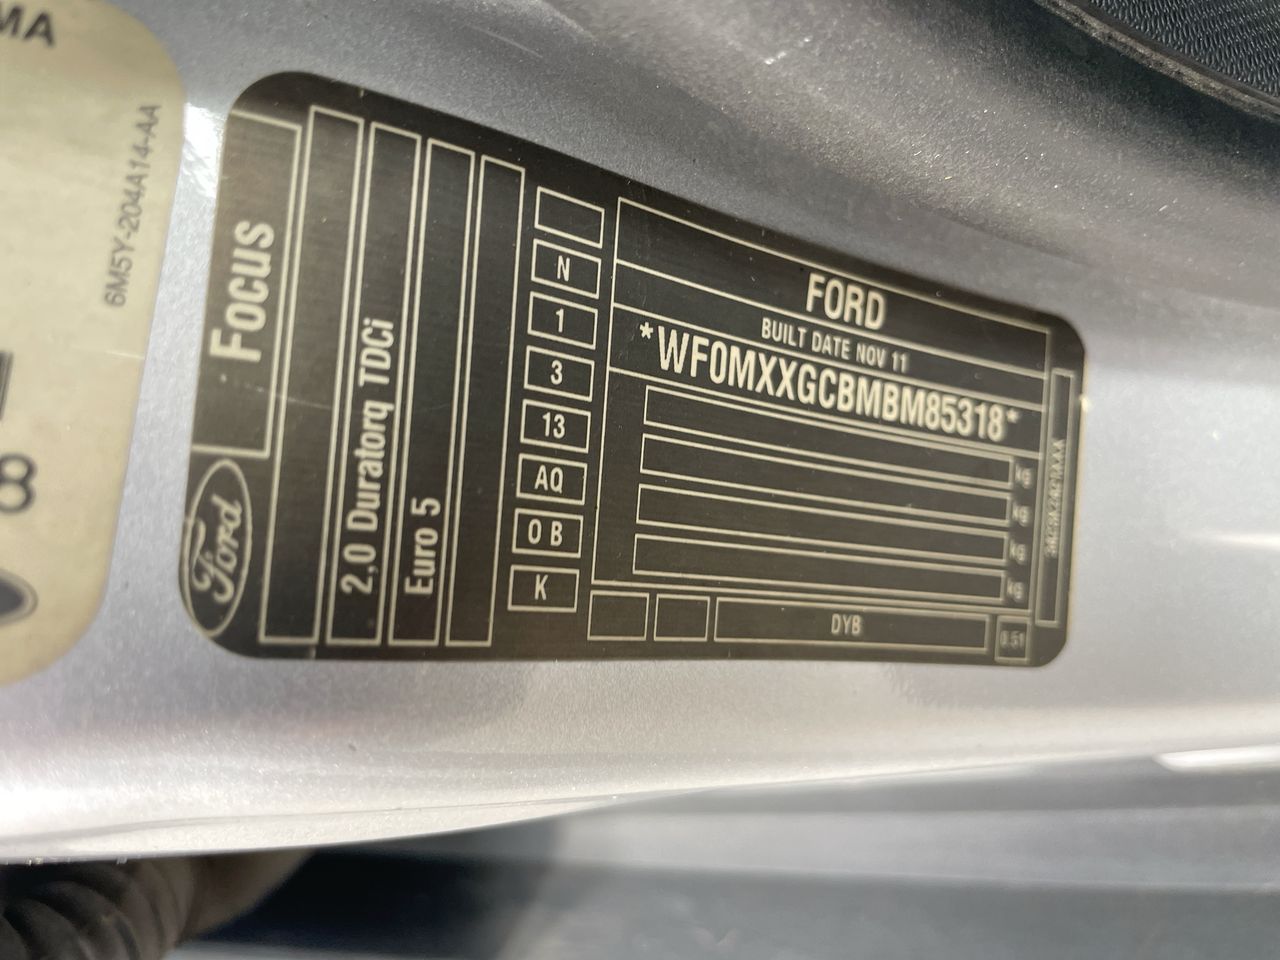 MA
6M5Y-204A14-AA
8
Focus
Ford
2,0 Duratorq TDCi
Euro 5
N
1
3
13
AQ
O B
K
FORD
BUILT DATE NOV 11
*WF0MXXGCBMBM85318*
kg
kg
kg
kg
DYB